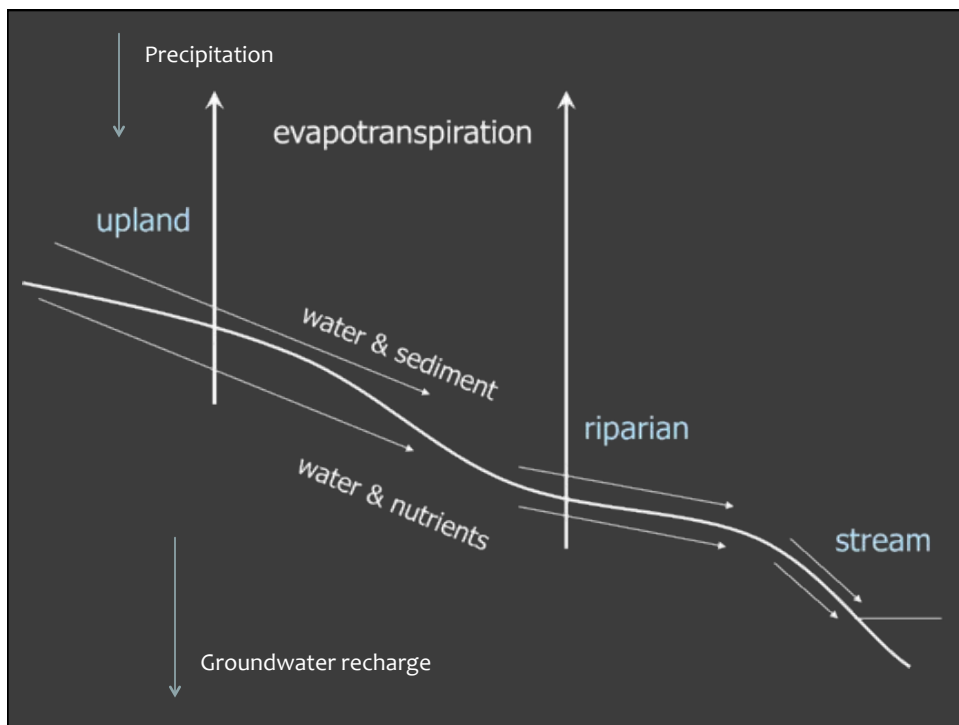 Precipitation
evapotranspiration
upland
water & sediment
riparian
water & nutrients
stream
Groundwater recharge